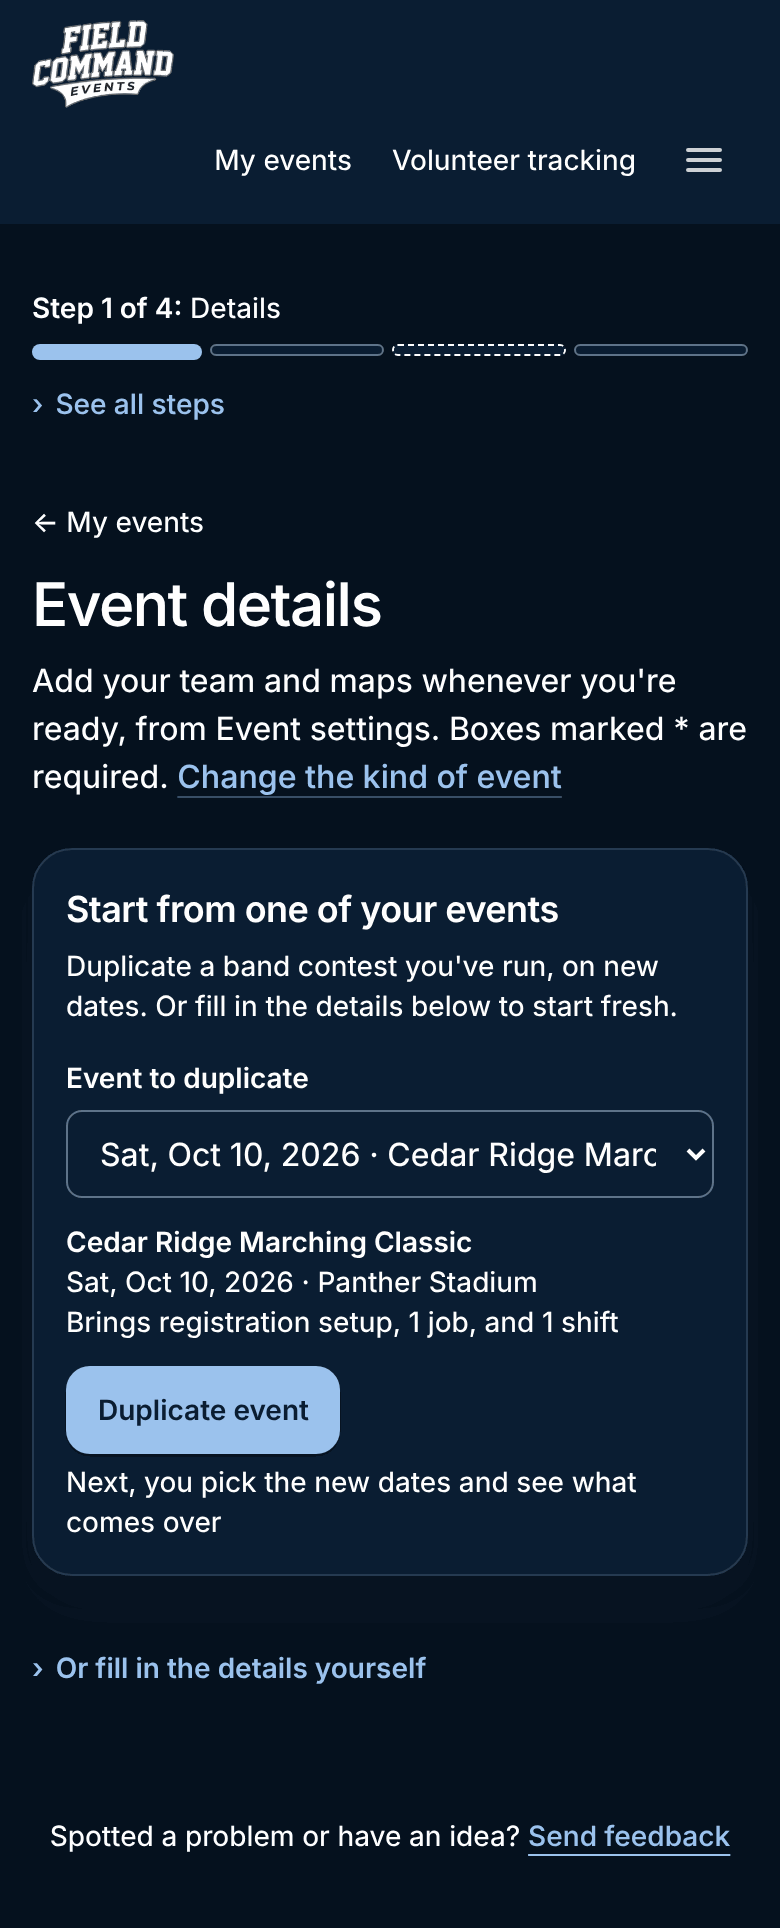 FIELD
COMMAND
EVENTS
My events Volunteer tracking
Step 1 of 4: Details
› See all steps
← My events
Event details
Add your team and maps whenever you're
ready, from Event settings. Boxes marked * are
required. Change the kind of event
Start from one of your events
Duplicate a band contest you've run, on new
dates. Or fill in the details below to start fresh.
Event to duplicate
Sat, Oct 10, 2026 · Cedar Ridge Marc
Cedar Ridge Marching Classic
Sat, Oct 10, 2026 · Panther Stadium
Brings registration setup, 1 job, and 1 shift
Duplicate event
Next, you pick the new dates and see what
comes over
› Or fill in the details yourself
Spotted a problem or have an idea? Send feedback